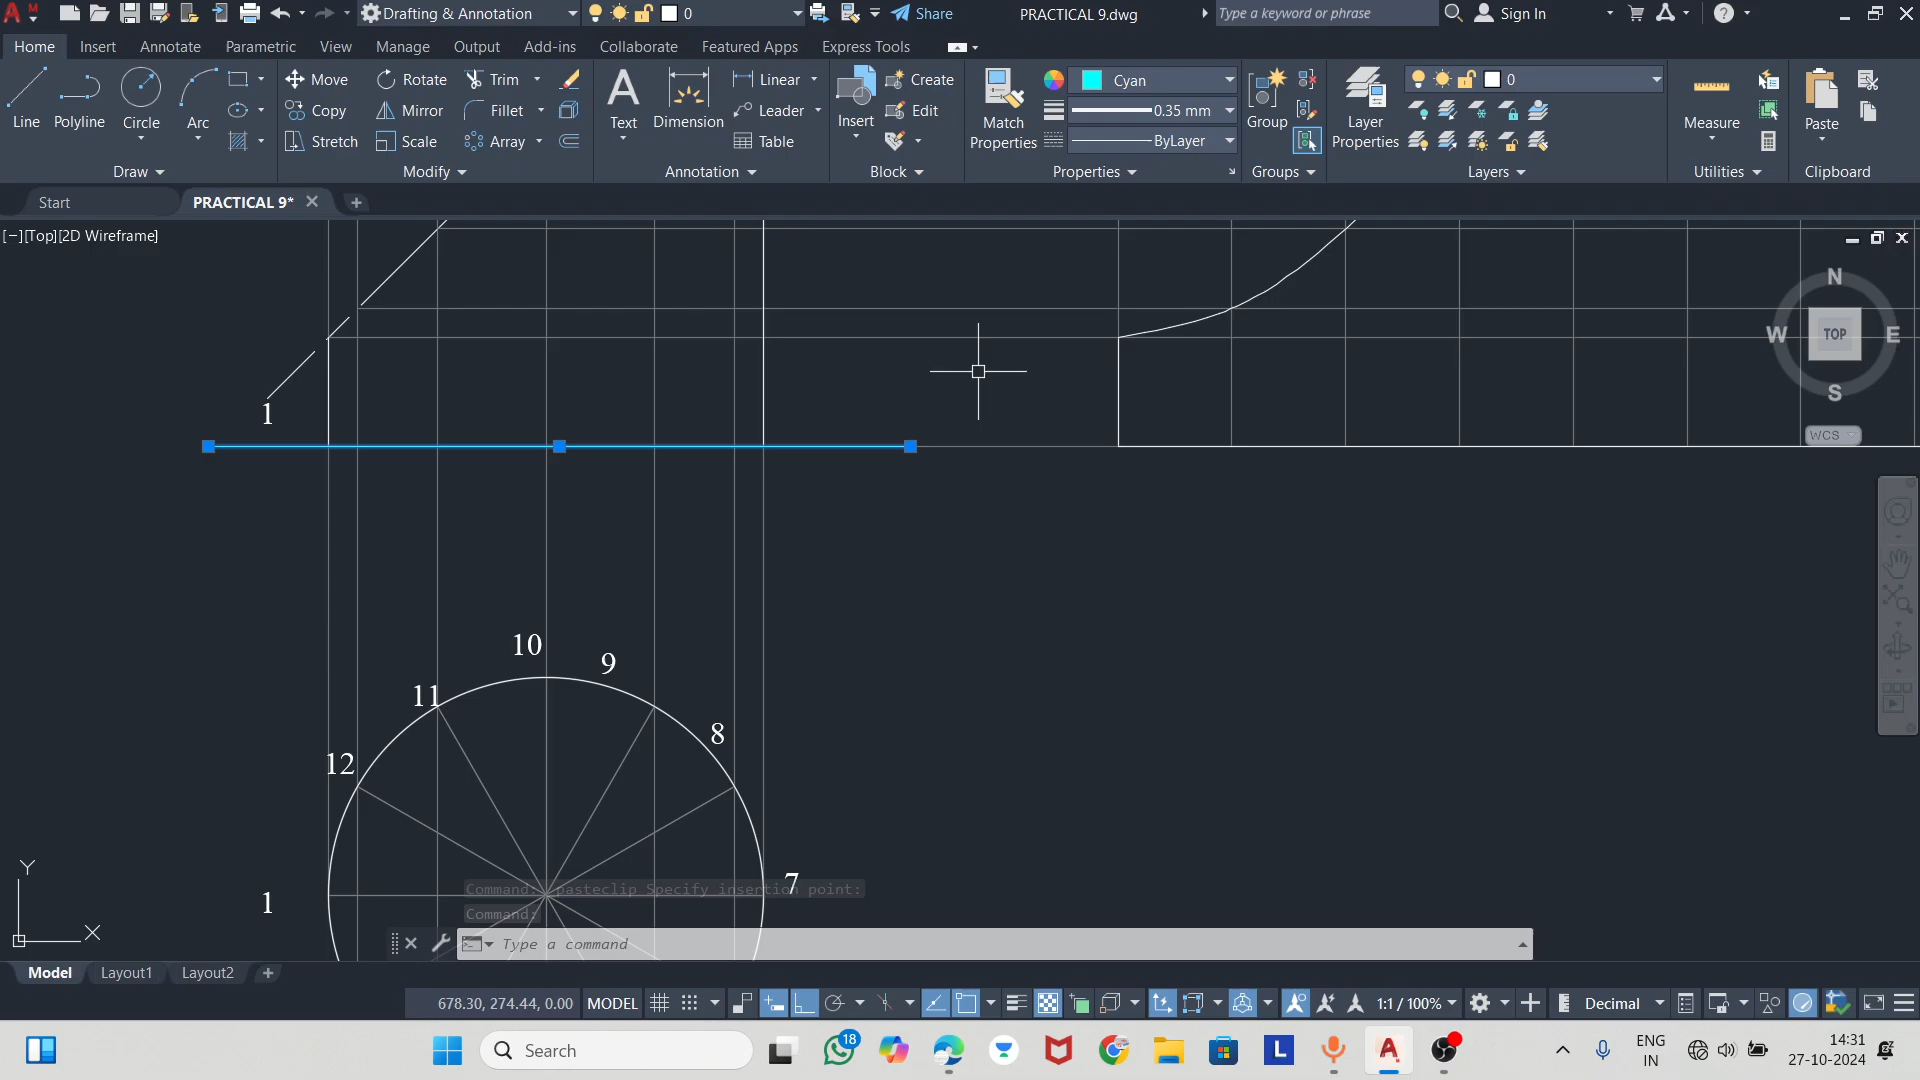 Drafting & Annotation
0
Share
PRACTICAL 9.dwg
Type a keyword or phrase
Sign In
Home
Insert
Annotate
Parametric
View
Manage
Output
Add-ins
Collaborate
Featured Apps
Express Tools
Line
Polyline
Circle
Arc
Move
Rotate
Trim
Copy
Mirror
Fillet
Stretch
Scale
Array
Text
Dimension
Linear
Leader
Table
Insert
Create
Edit
Match
Properties
Cyan
0.35 mm
ByLayer
Group
Layer
Properties
0
Measure
Paste
Draw
Modify
Annotation
Block
Properties
Groups
Layers
Utilities
Clipboard
Start
PRACTICAL 9*
[−][Top][2D Wireframe]
N
W
TOP
E
S
WCS
1
10
9
11
8
12
7
1
Y
X
Command: _pasteclip Specify insertion point:
Command:
Type a command
Model
Layout1
Layout2
678.30, 274.44, 0.00
MODEL
1:1 / 100%
Decimal
Search
18
L
ENG
IN
14:31
27-10-2024